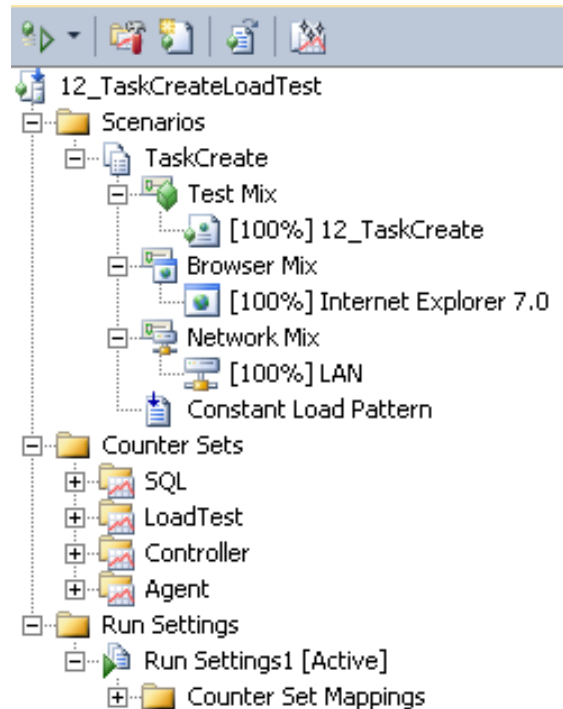 12_TaskCreateLoadTest
Scenarios
TaskCreate
Test Mix
[100%] 12_TaskCreate
Browser Mix
[100%] Internet Explorer 7.0
Network Mix
[100%] LAN
Constant Load Pattern
Counter Sets
SQL
LoadTest
Controller
Agent
Run Settings
Run Settings1 [Active]
Counter Set Mappings